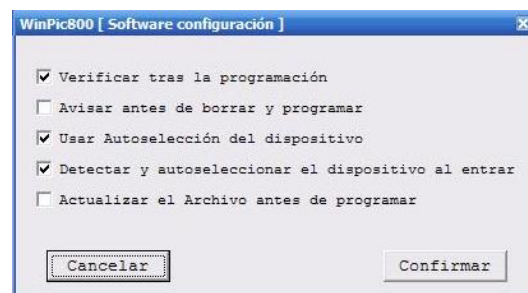 WinPic800 [ Software configuración ]
Verificar tras la programación
Avisar antes de borrar y programar
Usar Autoselección del dispositivo
Detectar y autoseleccionar el dispositivo al entrar
Actualizar el Archivo antes de programar
Cancelar
Confirmar